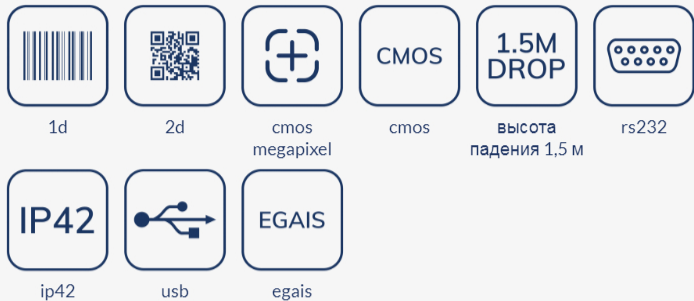 CMOS
1.5M
DROP
1d
2d
cmos
megapixel
cmos
высота
падения 1,5 м
rs232
IP42
EGAIS
ip42
usb
egais